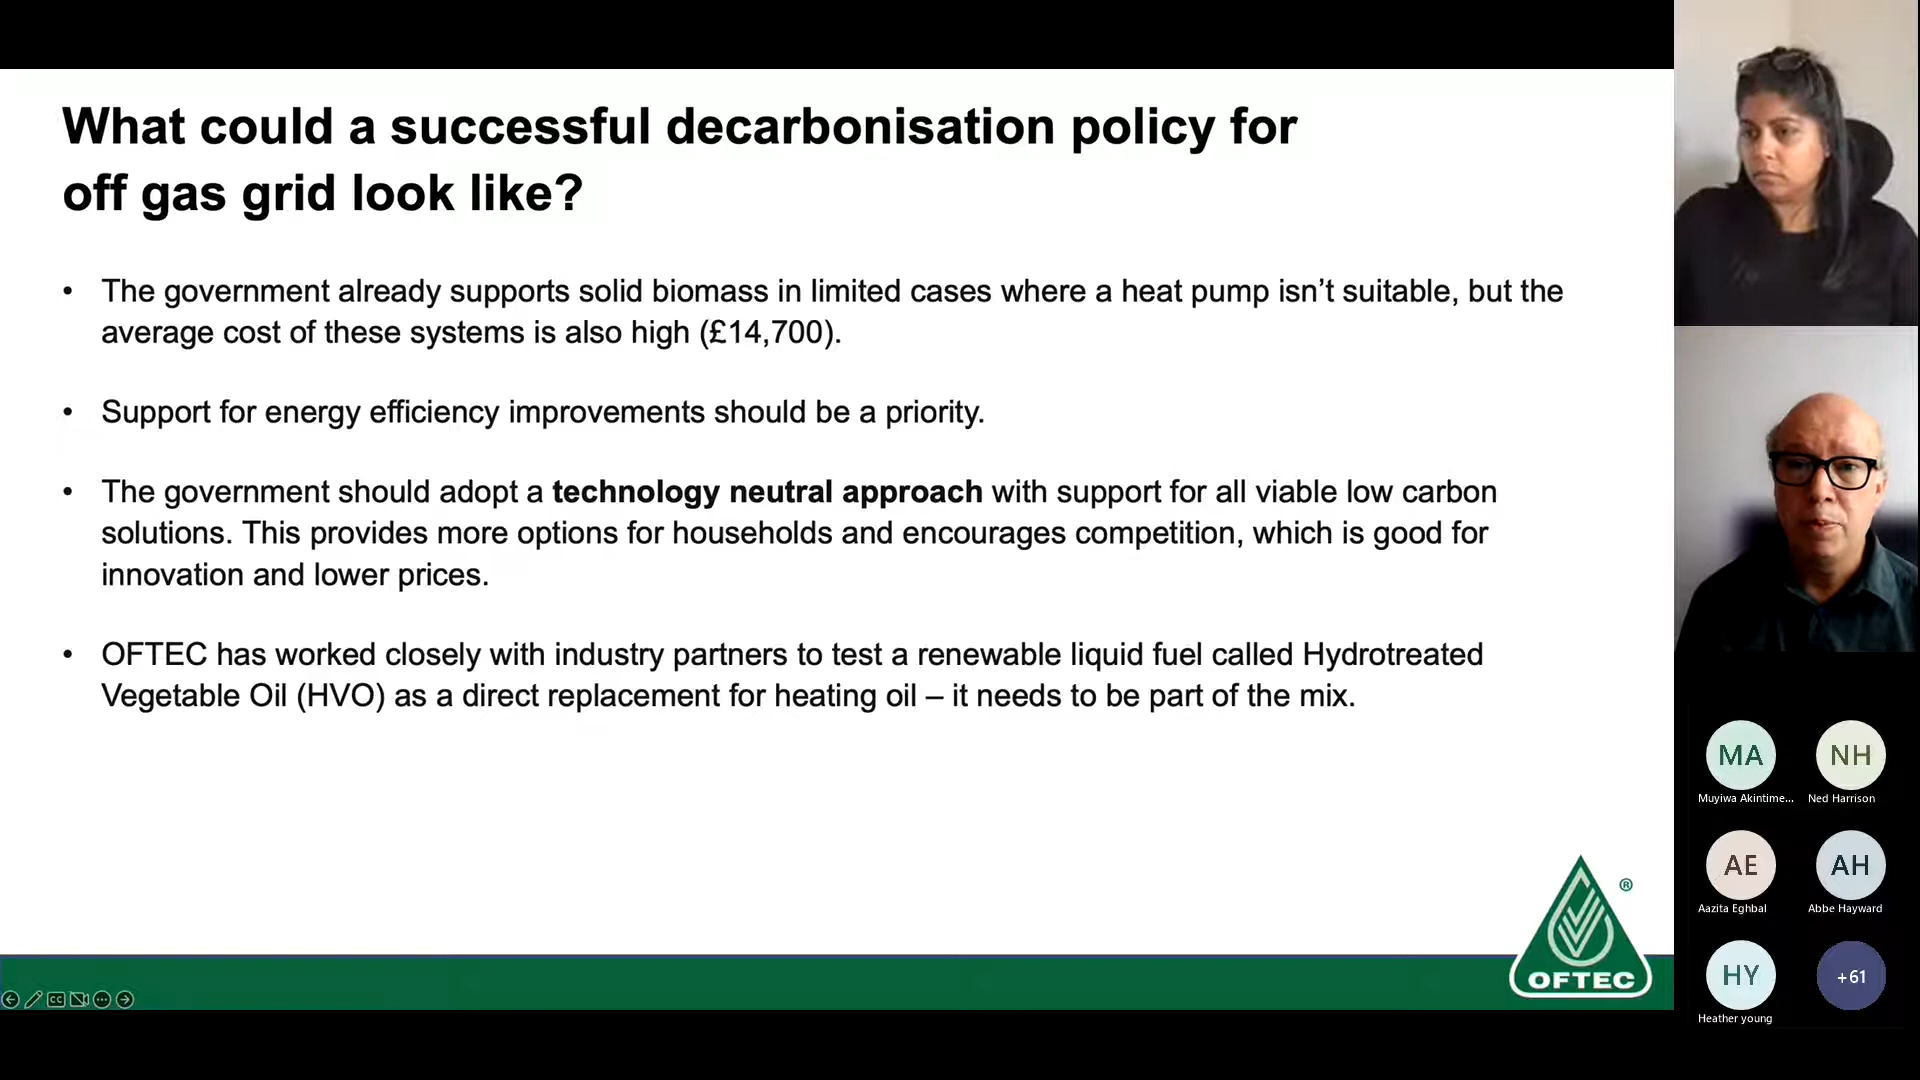 What could a successful decarbonisation policy for
off gas grid look like?
• The government already supports solid biomass in limited cases where a heat pump isn’t suitable, but the
average cost of these systems is also high (£14,700).
• Support for energy efficiency improvements should be a priority.
• The government should adopt a technology neutral approach with support for all viable low carbon
solutions. This provides more options for households and encourages competition, which is good for
innovation and lower prices.
• OFTEC has worked closely with industry partners to test a renewable liquid fuel called Hydrotreated
Vegetable Oil (HVO) as a direct replacement for heating oil – it needs to be part of the mix.
®
OFTEC
CC
MA
Muyiwa Akintime...
NH
Ned Harrison
AE
Aazita Eghbal
AH
Abbe Hayward
HY
Heather young
+61